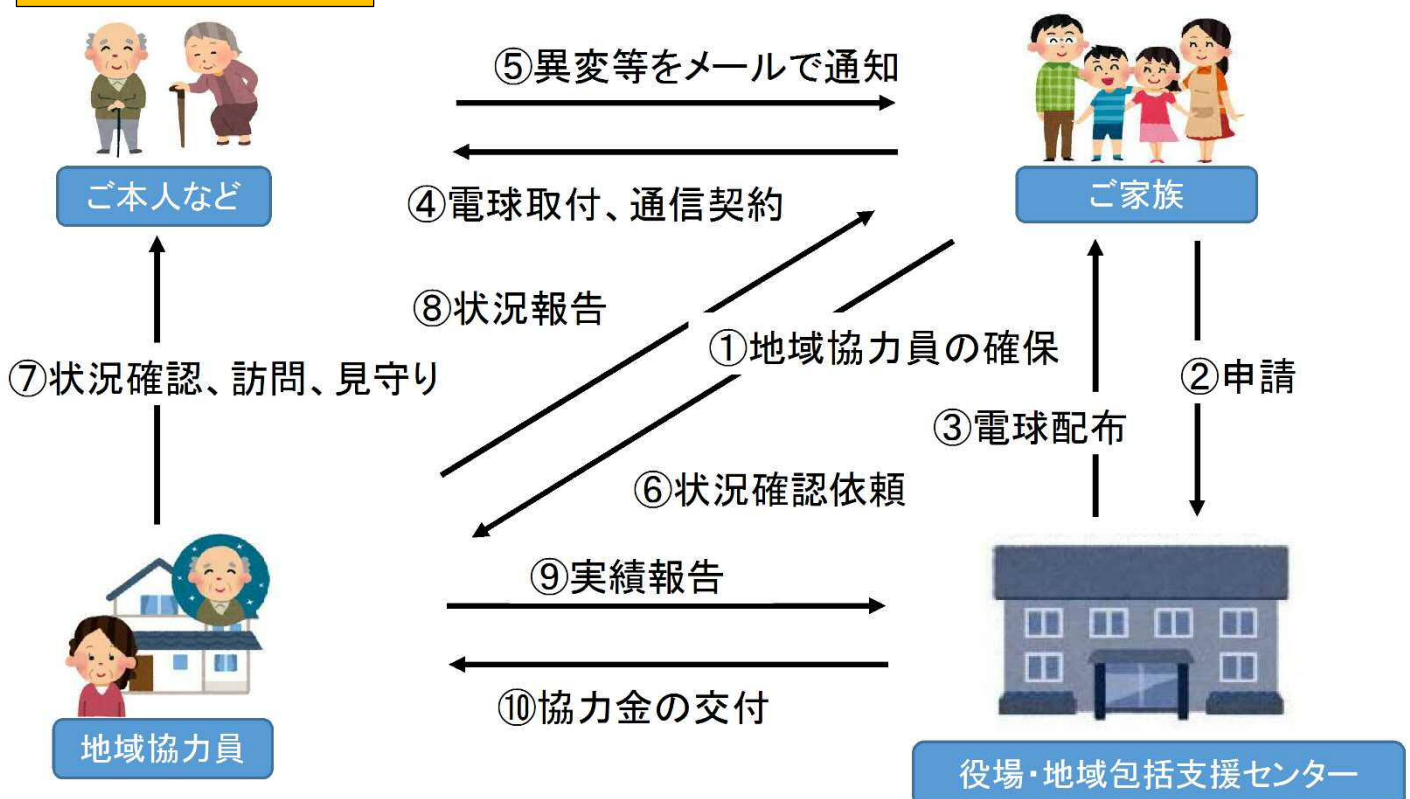 ⑤異変等をメールで通知
ご本人など
ご家族
④電球取付、通信契約
⑧状況報告
①地域協力員の確保
⑦状況確認、訪問、見守り
②申請
③電球配布
⑥状況確認依頼
⑨実績報告
⑩協力金の交付
地域協力員
役場・地域包括支援センター